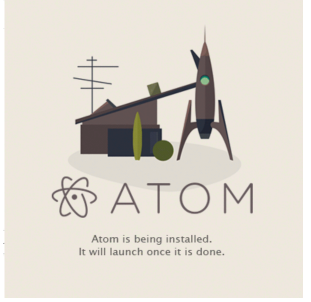 ATOM
Atom is being installed.
It will launch once it is done.